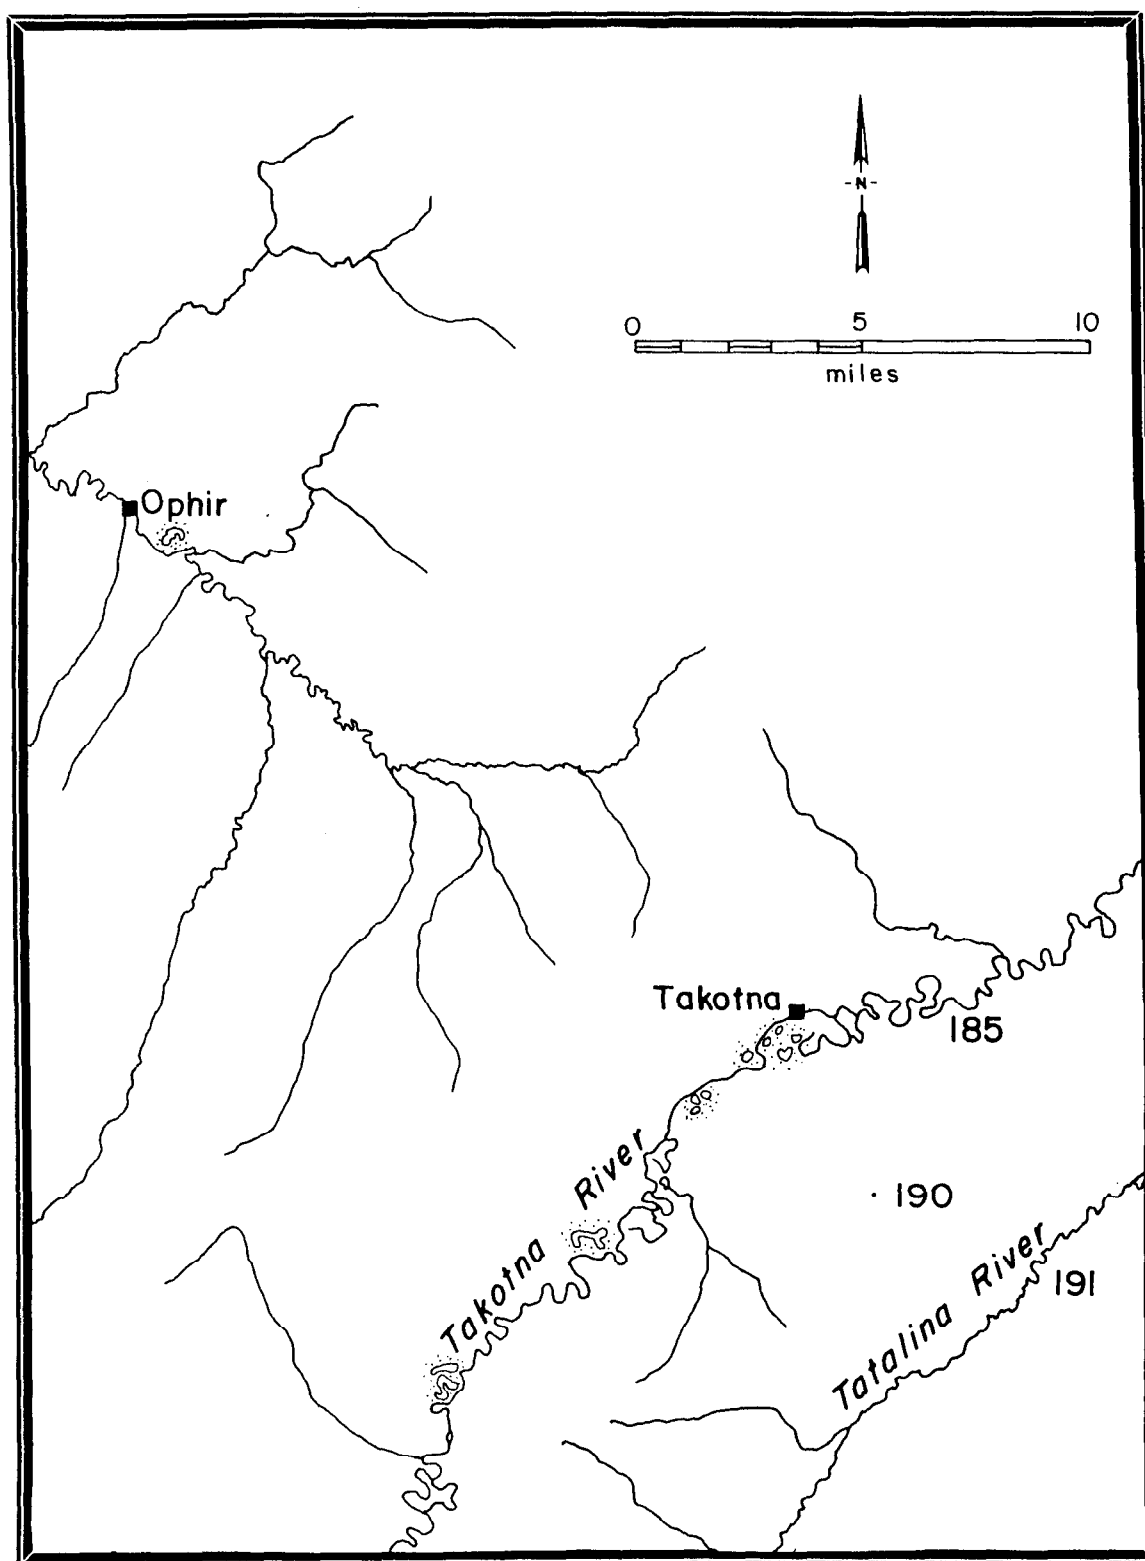 -N-
0 5 10
miles
Ophir
Takotna
185
Takotna River
190
Tatalina River
191